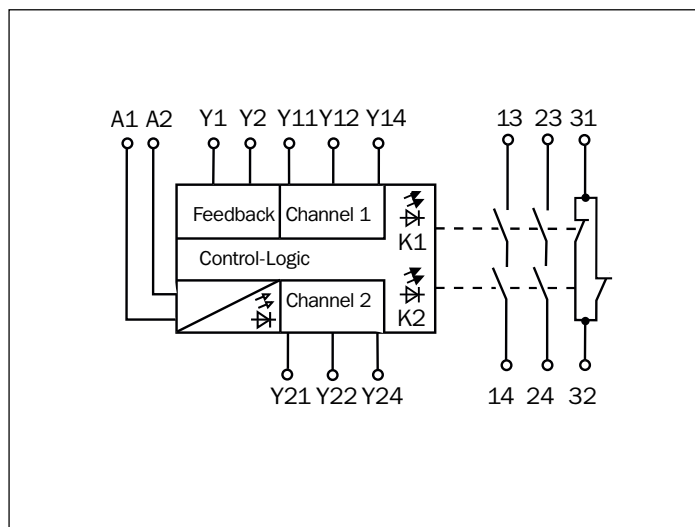 A1 A2 Y1 Y2 Y11 Y12 Y14 13 23 31
Feedback Channel 1
K1
Control-Logic
Channel 2
K2
Y21 Y22 Y24 14 24 32